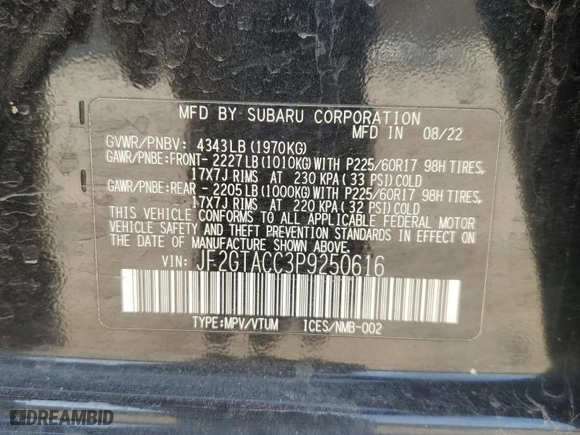 MFD BY SUBARU CORPORATION
MFD IN 08/22
GVWR/PNBV: 4343LB(1970KG)
GAWR/PNBE:FRONT- 2227LB(1010KG)WITH P225/60R17 98H TIRES,
17X7J RIMS AT 230 KPA(33 PSI)COLD
GAWR/PNBE:REAR - 2205LB(1000KG)WITH P225/60R17 98H TIRES,
17X7J RIMS AT 220 KPA(32 PSI)COLD
THIS VEHICLE CONFORMS TO ALL APPLICABLE FEDERAL MOTOR
VEHICLE SAFETY AND THEFT PREVENTION STANDARDS IN EFFECT
ON THE DATE OF MANUFACTURE SHOWN ABOVE.
VIN: JF2GTACC3P9250616
TYPE:MPV/VTUM ICES/NMB-002
DREAMBID